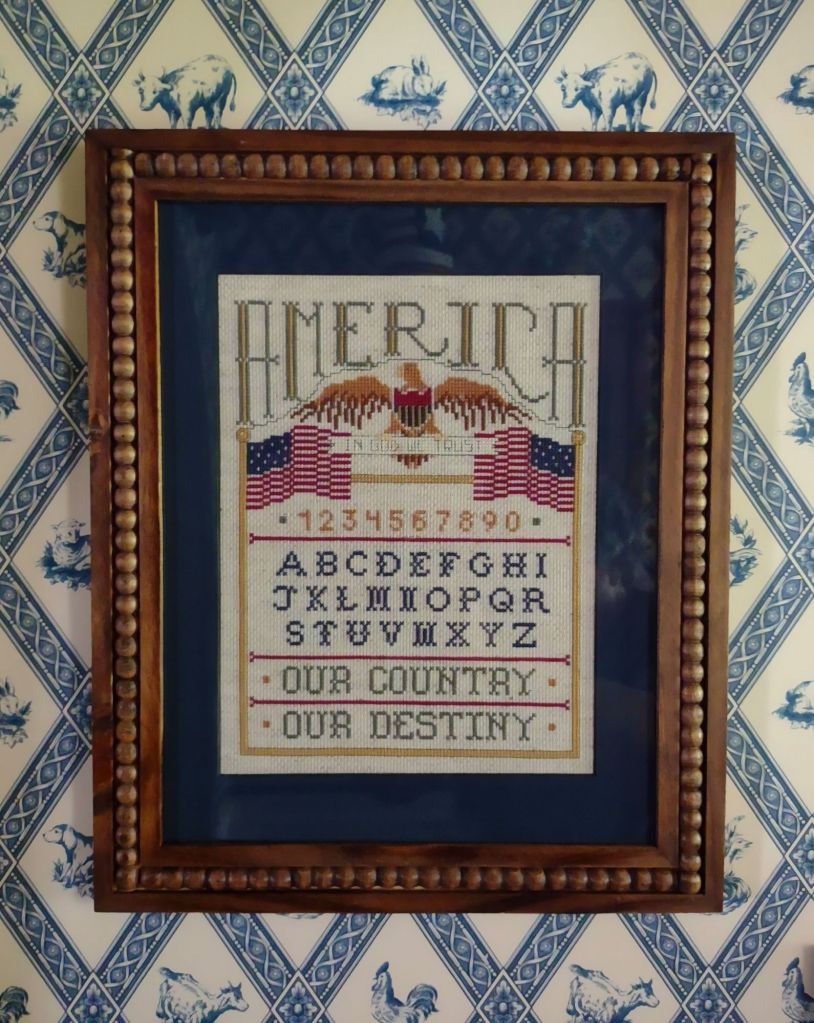 AMERICA
IN GOD WE TRUST
1234567890
ABCDEFGHI
JKLMNOPQR
STUVWXYZ
OUR COUNTRY
OUR DESTINY